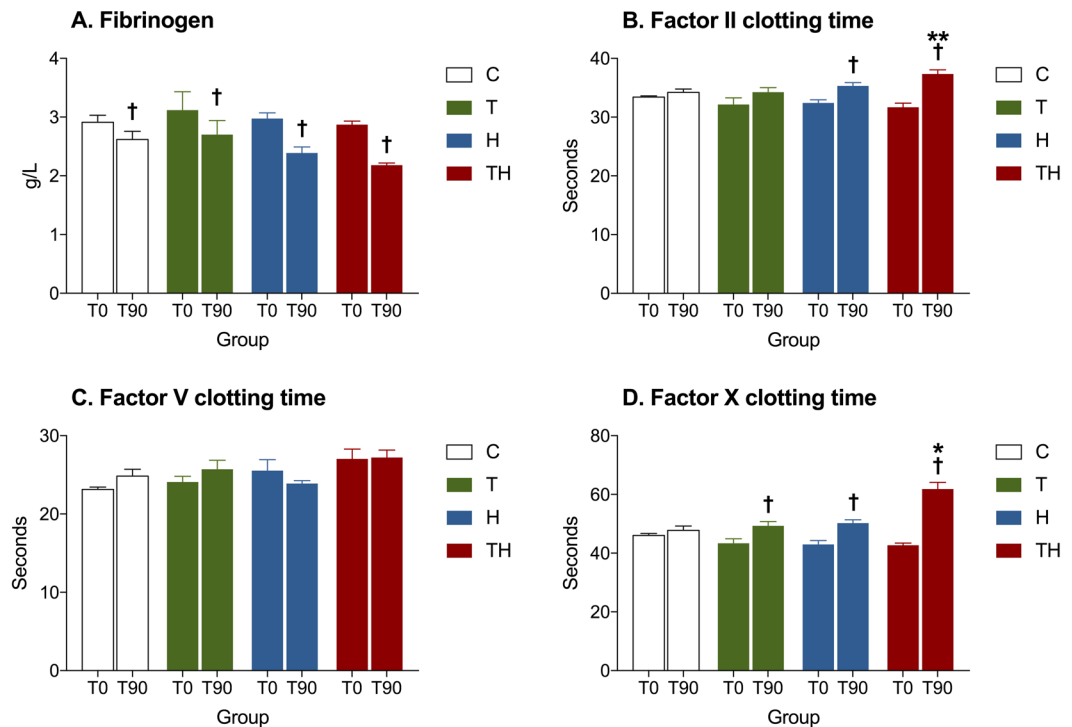 A. Fibrinogen
g/L
4
3
2
1
0
†
†
†
†
T0 T90 T0 T90 T0 T90 T0 T90
Group
C
T
H
TH
B. Factor II clotting time
Seconds
40
30
20
10
0
†
**
†
T0 T90 T0 T90 T0 T90 T0 T90
Group
C
T
H
TH
C. Factor V clotting time
Seconds
30
20
10
0
T0 T90 T0 T90 T0 T90 T0 T90
Group
C
T
H
TH
D. Factor X clotting time
Seconds
80
60
40
20
0
†
†
*
†
T0 T90 T0 T90 T0 T90 T0 T90
Group
C
T
H
TH